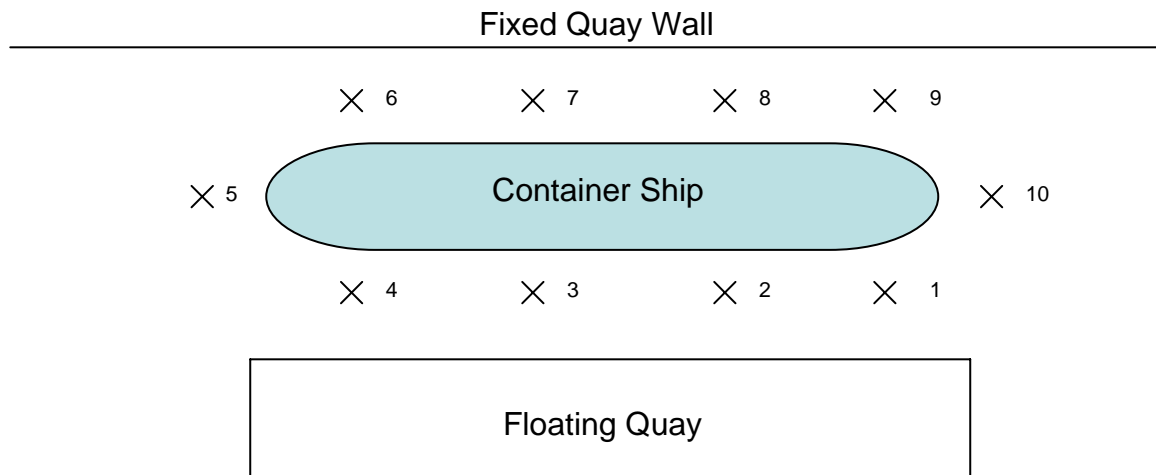 Fixed Quay Wall
6 7 8 9
5 Container Ship 10
4 3 2 1
Floating Quay